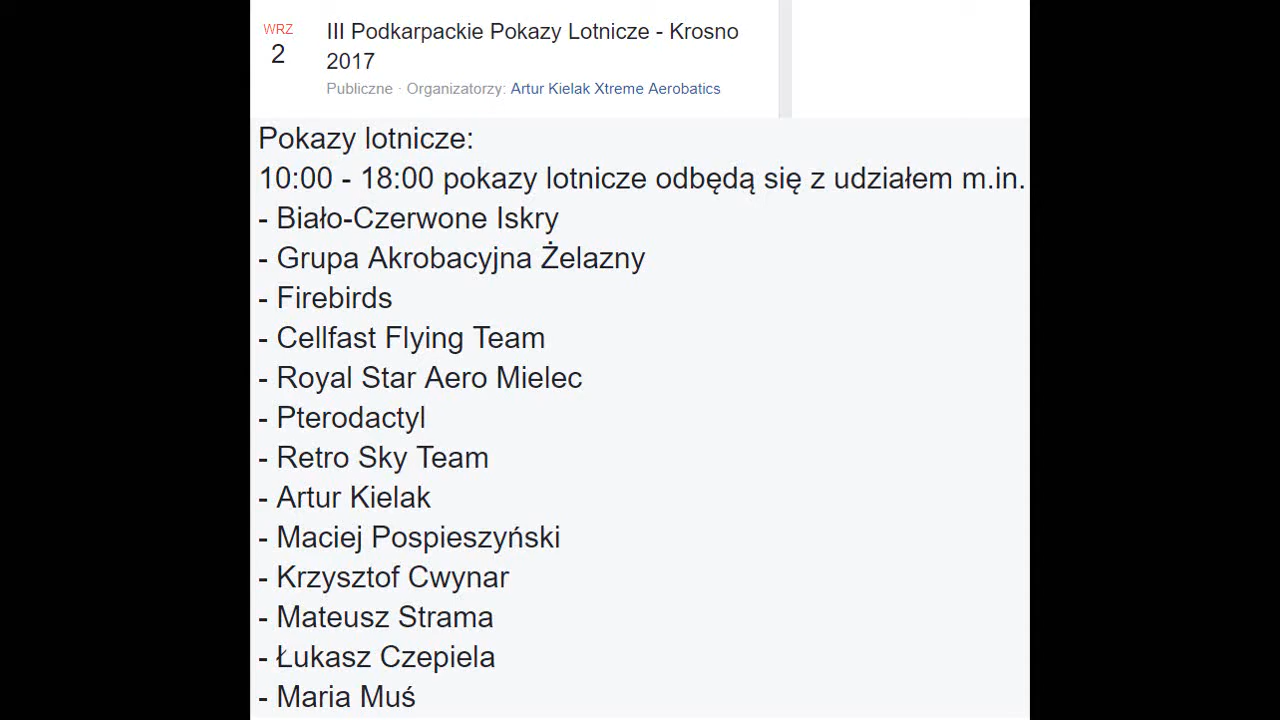 WRZ
2
III Podkarpackie Pokazy Lotnicze - Krosno
2017
Publiczne · Organizatorzy: Artur Kielak Xtreme Aerobatics
Pokazy lotnicze:
10:00 - 18:00 pokazy lotnicze odbędą się z udziałem m.in.
- Biało-Czerwone Iskry
- Grupa Akrobacyjna Żelazny
- Firebirds
- Cellfast Flying Team
- Royal Star Aero Mielec
- Pterodactyl
- Retro Sky Team
- Artur Kielak
- Maciej Pospieszyński
- Krzysztof Cwynar
- Mateusz Strama
- Łukasz Czepiela
- Maria Muś